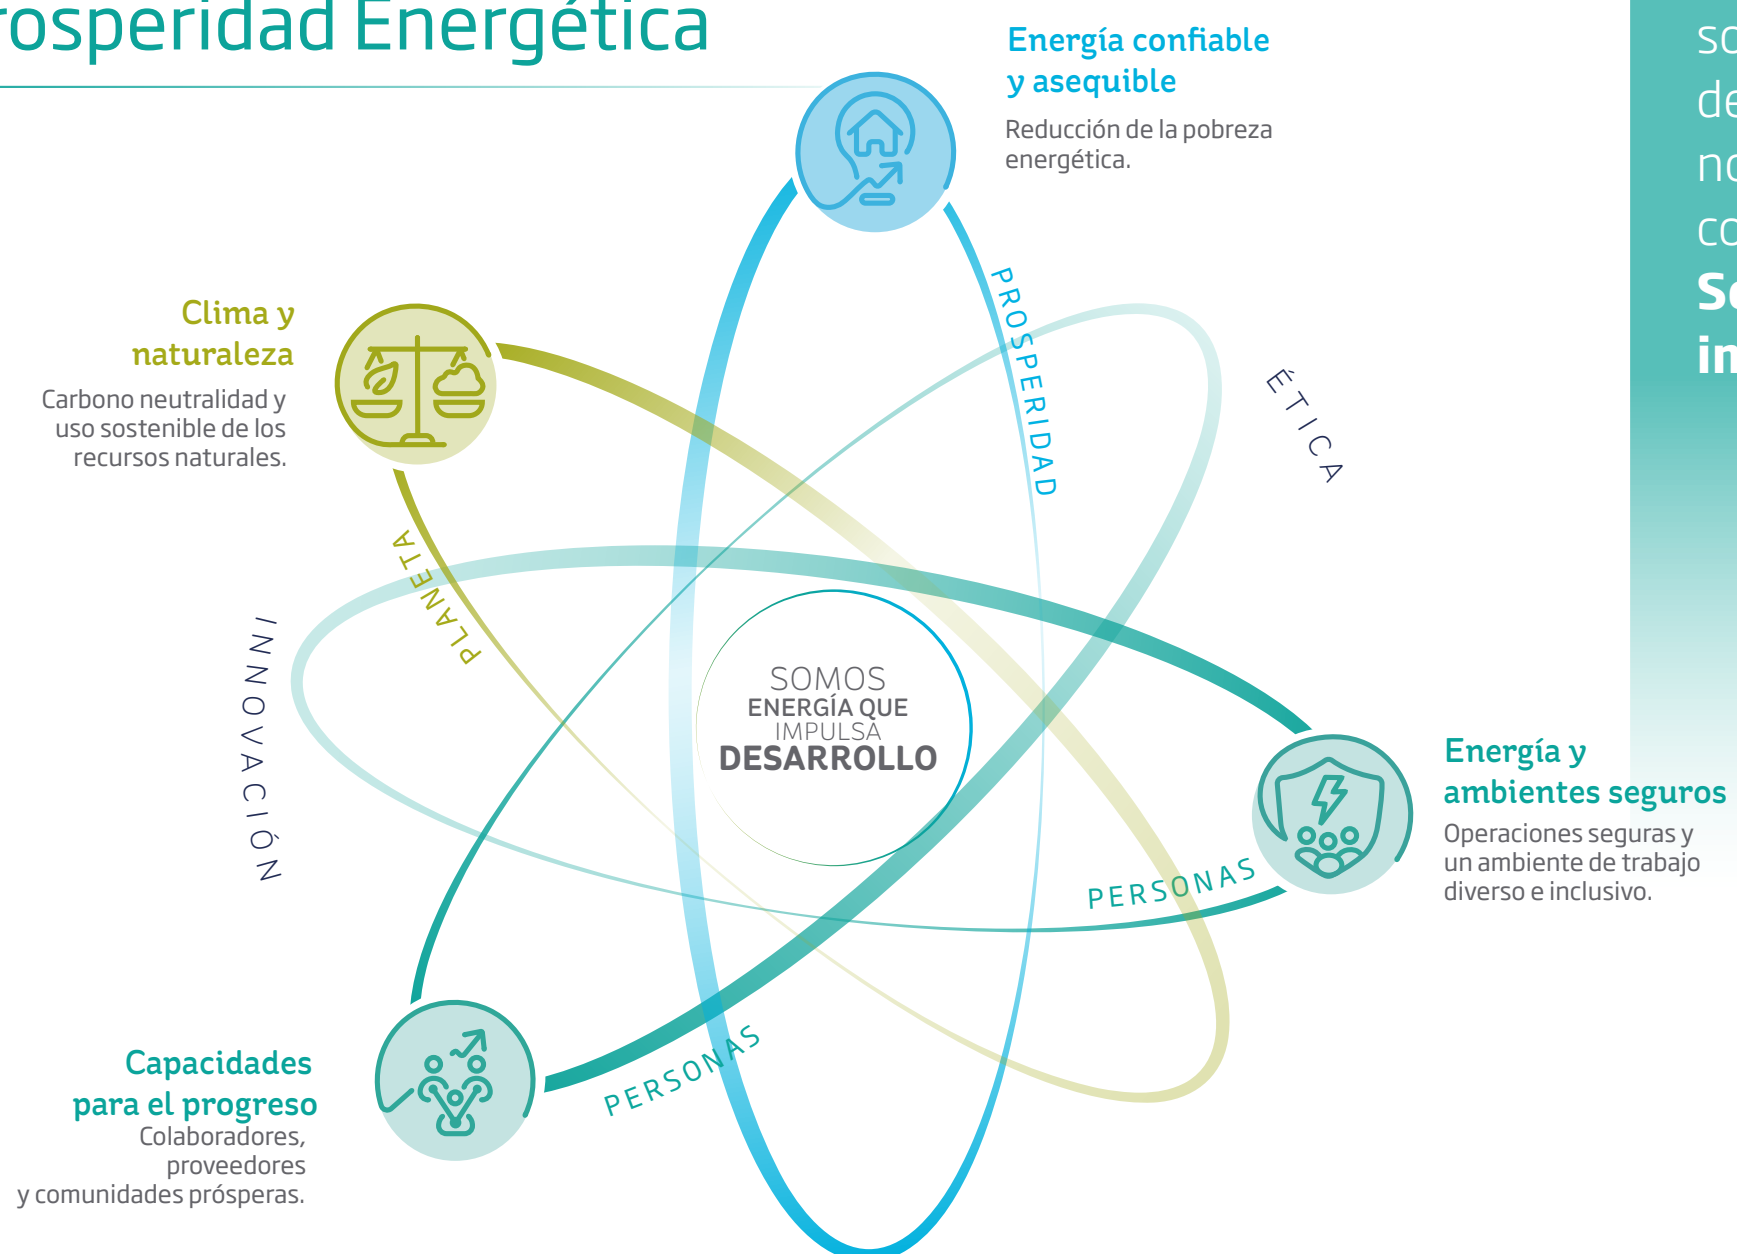 Energética
Energía confiable
y asequible
Reducción de la pobreza
energética.
Clima y
naturaleza
Carbono neutralidad y
uso sostenible de los
recursos naturales.
PROSPERIDAD
ÉTICA
PLANETA
INNOVACIÓN
SOMOS
ENERGÍA QUE
IMPULSA
DESARROLLO
Energía y
ambientes seguros
Operaciones seguras y
un ambiente de trabajo
diverso e inclusivo.
PERSONAS
PERSONAS
Capacidades
para el progreso
Colaboradores,
proveedores
y comunidades prósperas.